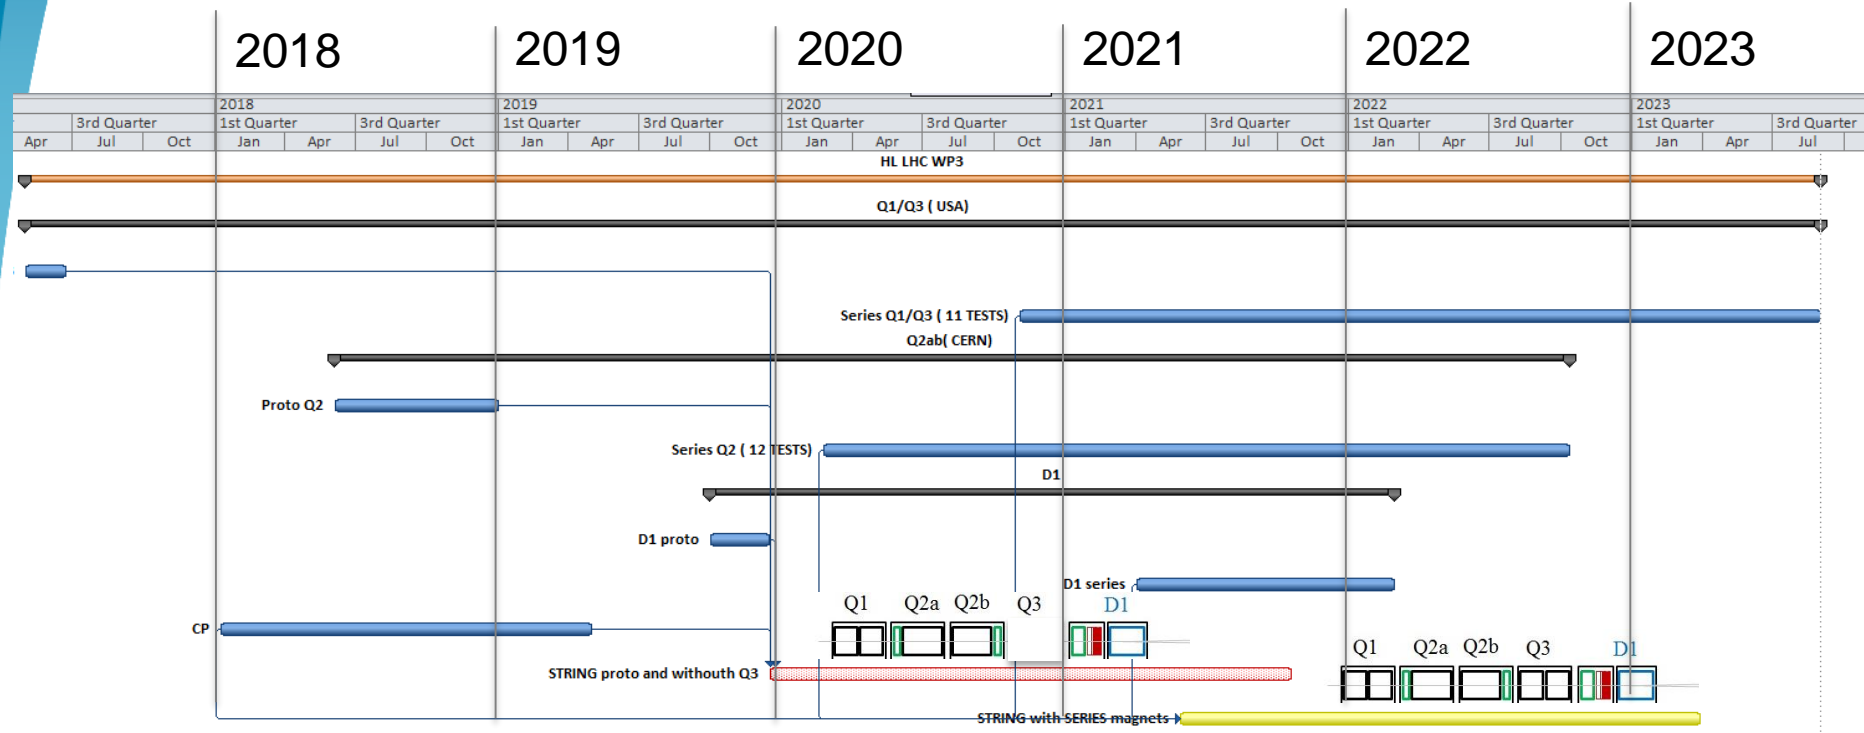 2018 2019 2020 2021 2022 2023
2018 2019 2020 2021 2022 2023
3rd Quarter 1st Quarter 3rd Quarter 1st Quarter 3rd Quarter 1st Quarter 3rd Quarter 1st Quarter 3rd Quarter 1st Quarter 3rd Quarter 1st Quarter 3rd Quarter
Apr Jul Oct Jan Apr Jul Oct Jan Apr Jul Oct Jan Apr Jul Oct Jan Apr Jul Oct Jan Apr Jul Oct Jan Apr Jul
HL LHC WP3
Q1/Q3 ( USA)
Series Q1/Q3 ( 11 TESTS)
Q2ab( CERN)
Proto Q2
Series Q2 ( 12 TESTS)
D1
D1 proto
D1 series
Q1 Q2a Q2b Q3 D1
CP
Q1 Q2a Q2b Q3 D1
STRING proto and withouth Q3
STRING with SERIES magnets